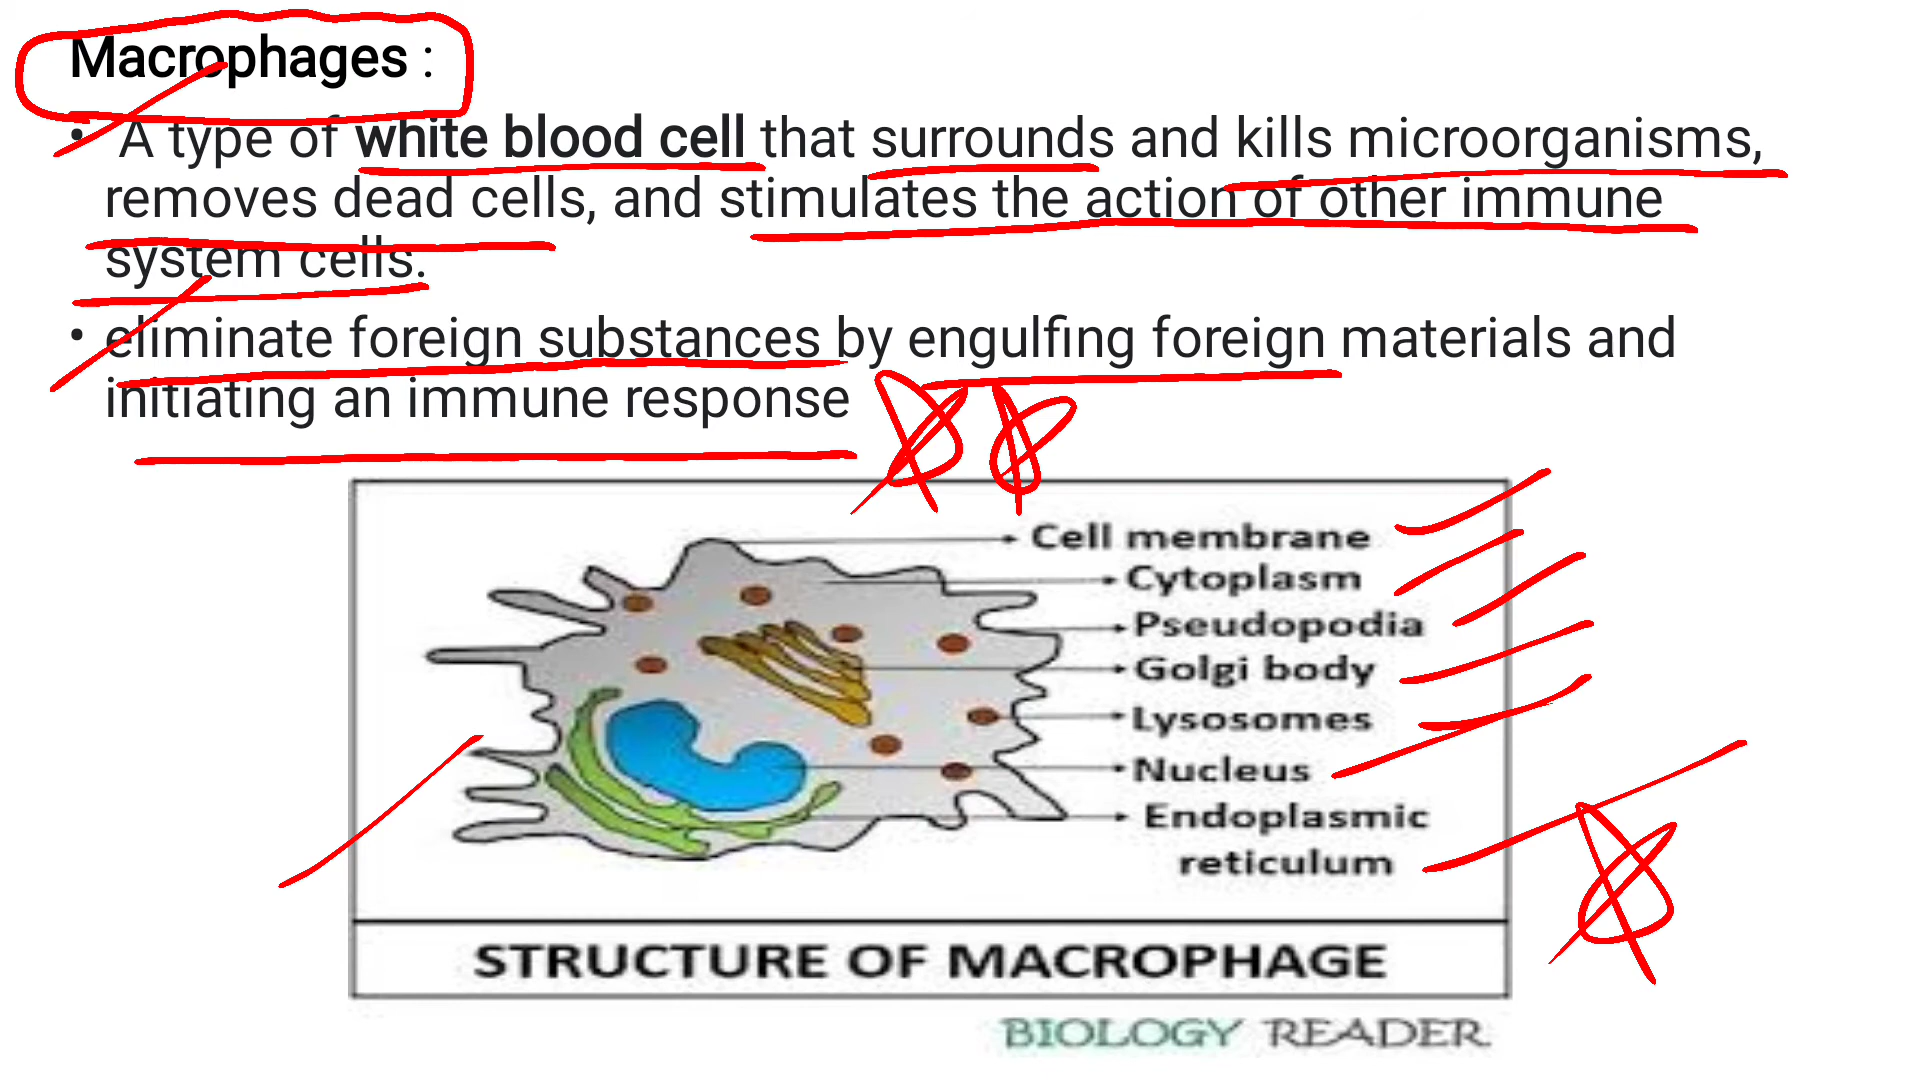 Macrophages :
• A type of white blood cell that surrounds and kills microorganisms,
removes dead cells, and stimulates the action of other immune
system cells.
• eliminate foreign substances by engulfing foreign materials and
initiating an immune response
Cell membrane
Cytoplasm
Pseudopodia
Golgi body
Lysosomes
Nucleus
Endoplasmic
reticulum
STRUCTURE OF MACROPHAGE
BIOLOGY READER